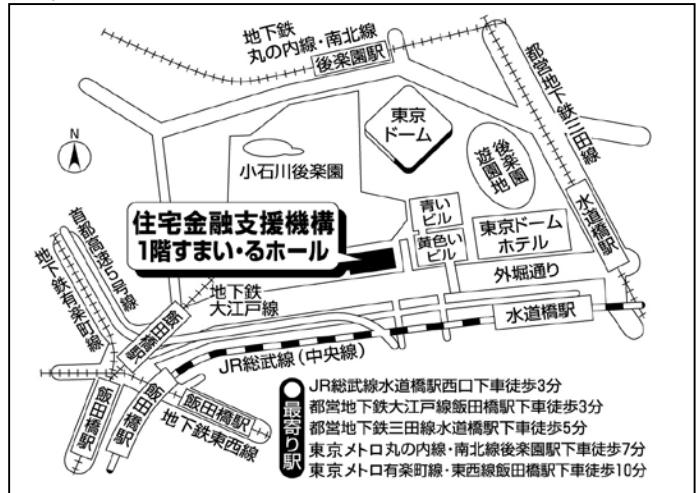 地下鉄
丸の内線・南北線
後楽園駅
都営地下鉄三田線
N
東京
ドーム
小石川後楽園
後楽園
遊園地
青い
ビル
黄色い
ビル
東京ドーム
ホテル
水道橋駅
住宅金融支援機構
1階すまい・るホール
外堀通り
首都高速5号線
地下鉄有楽町線
地下鉄
大江戸線
飯田橋駅
水道橋駅
JR総武線(中央線)
飯田橋駅
飯田橋駅
飯田橋駅
地下鉄東西線
最寄り駅
JR総武線水道橋駅西口下車徒歩3分
都営地下鉄大江戸線飯田橋駅下車徒歩3分
都営地下鉄三田線水道橋駅下車徒歩5分
東京メトロ丸の内線・南北線後楽園駅下車徒歩7分
東京メトロ有楽町線・東西線飯田橋駅下車徒歩10分